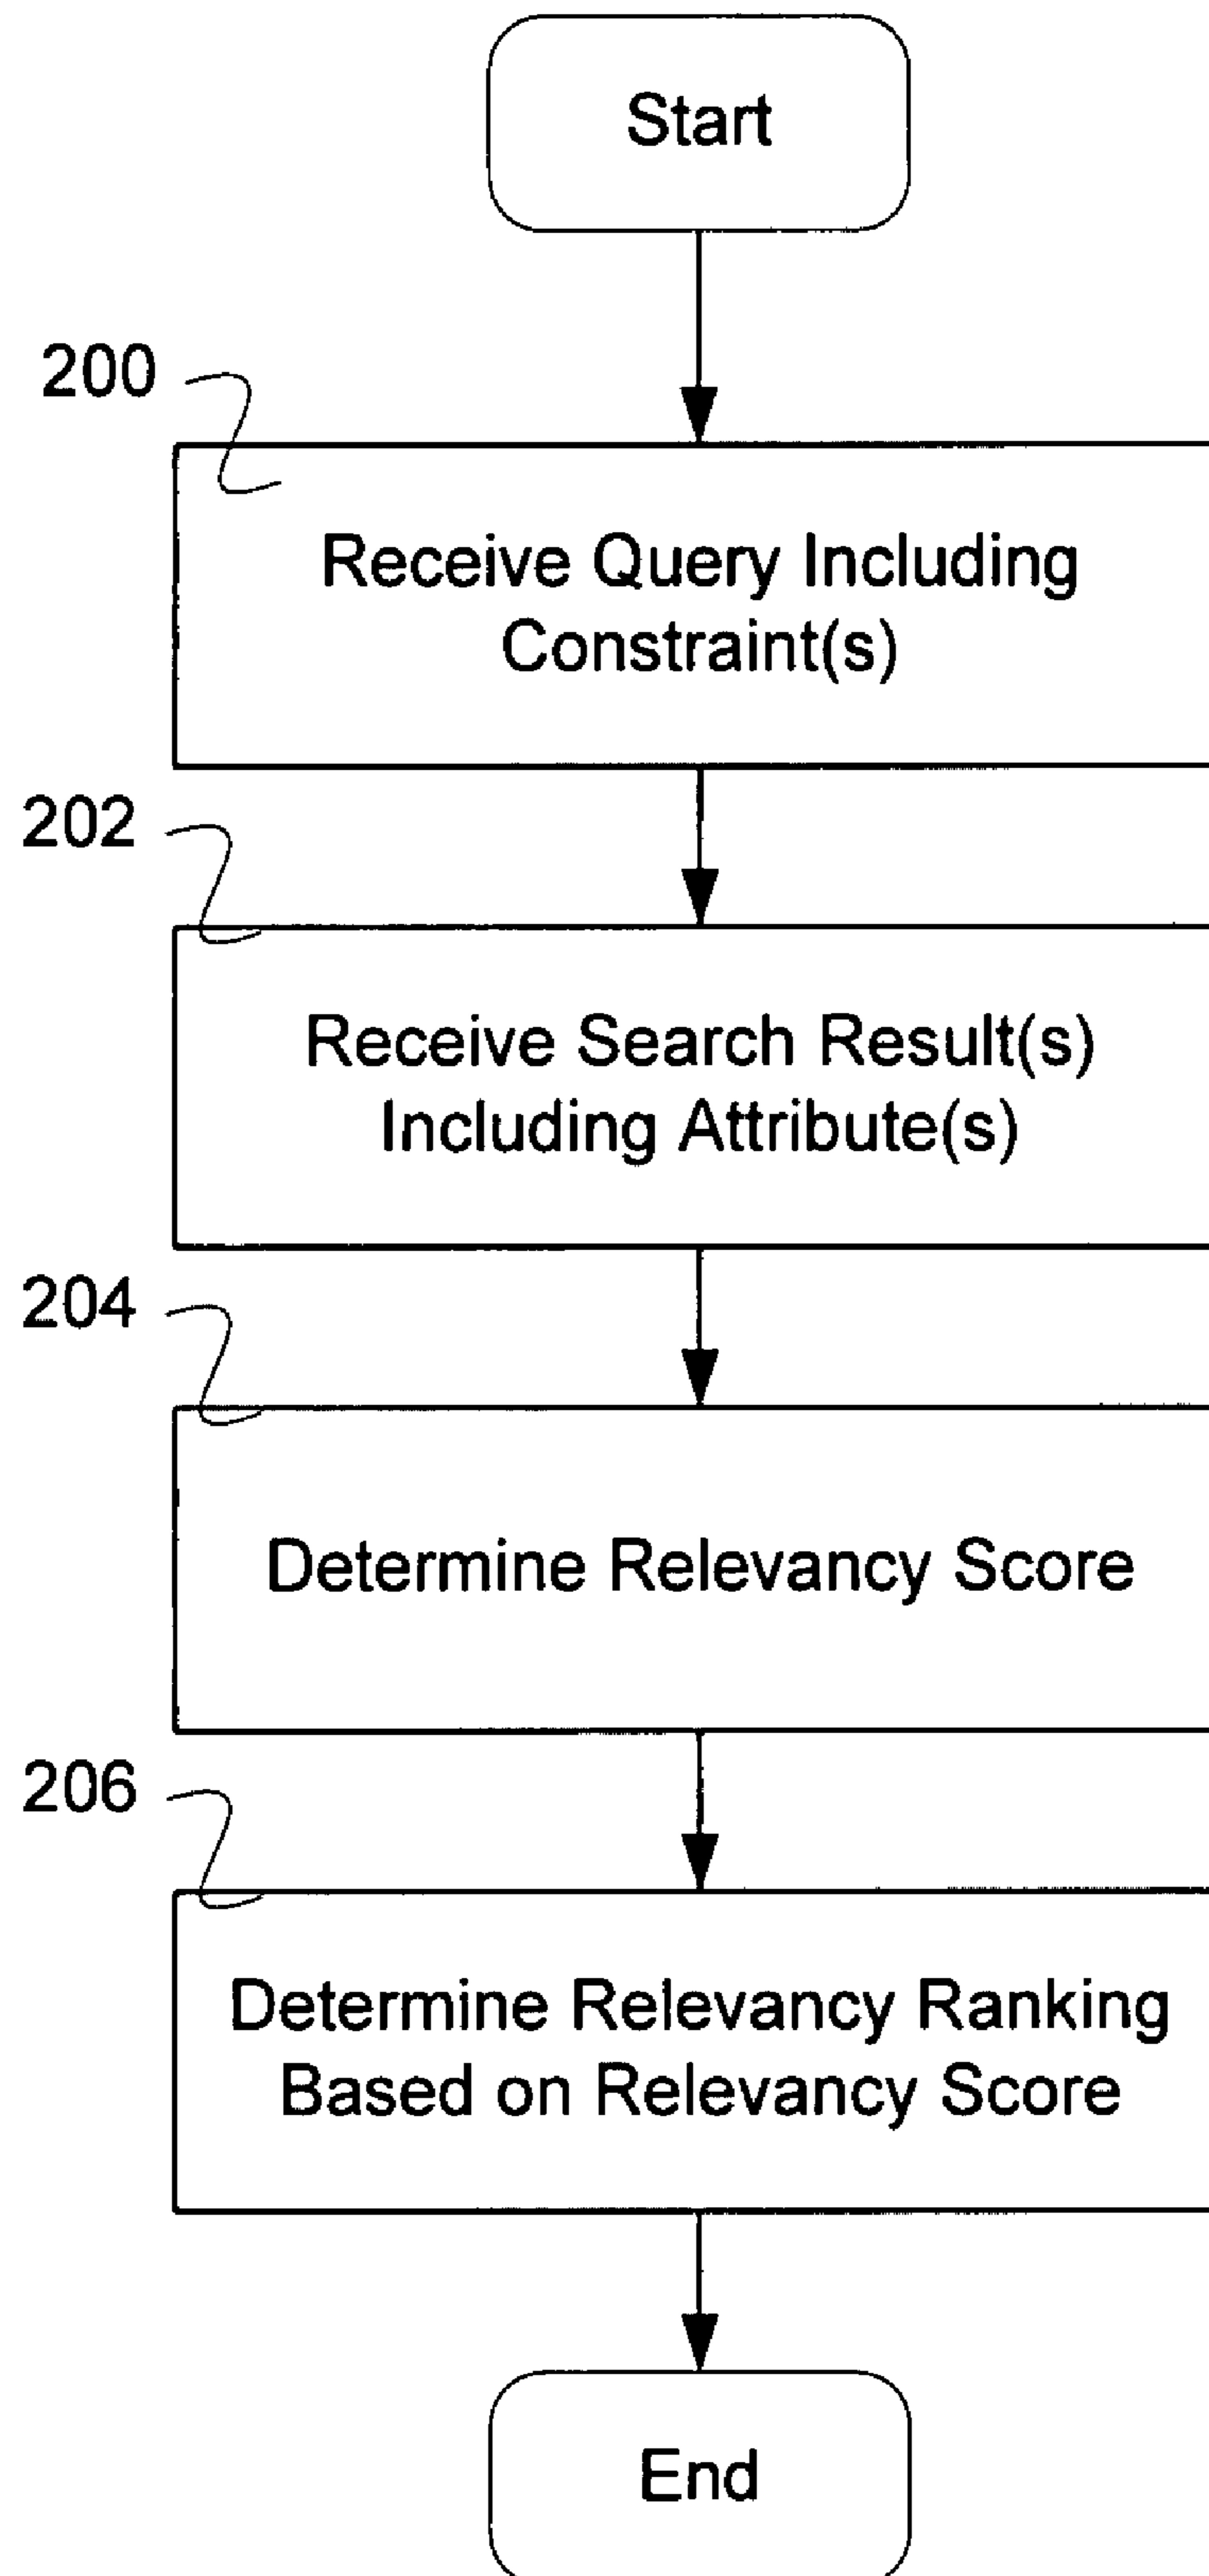 Start
200
Receive Query Including
Constraint(s)
202
Receive Search Result(s)
Including Attribute(s)
204
Determine Relevancy Score
206
Determine Relevancy Ranking
Based on Relevancy Score
End